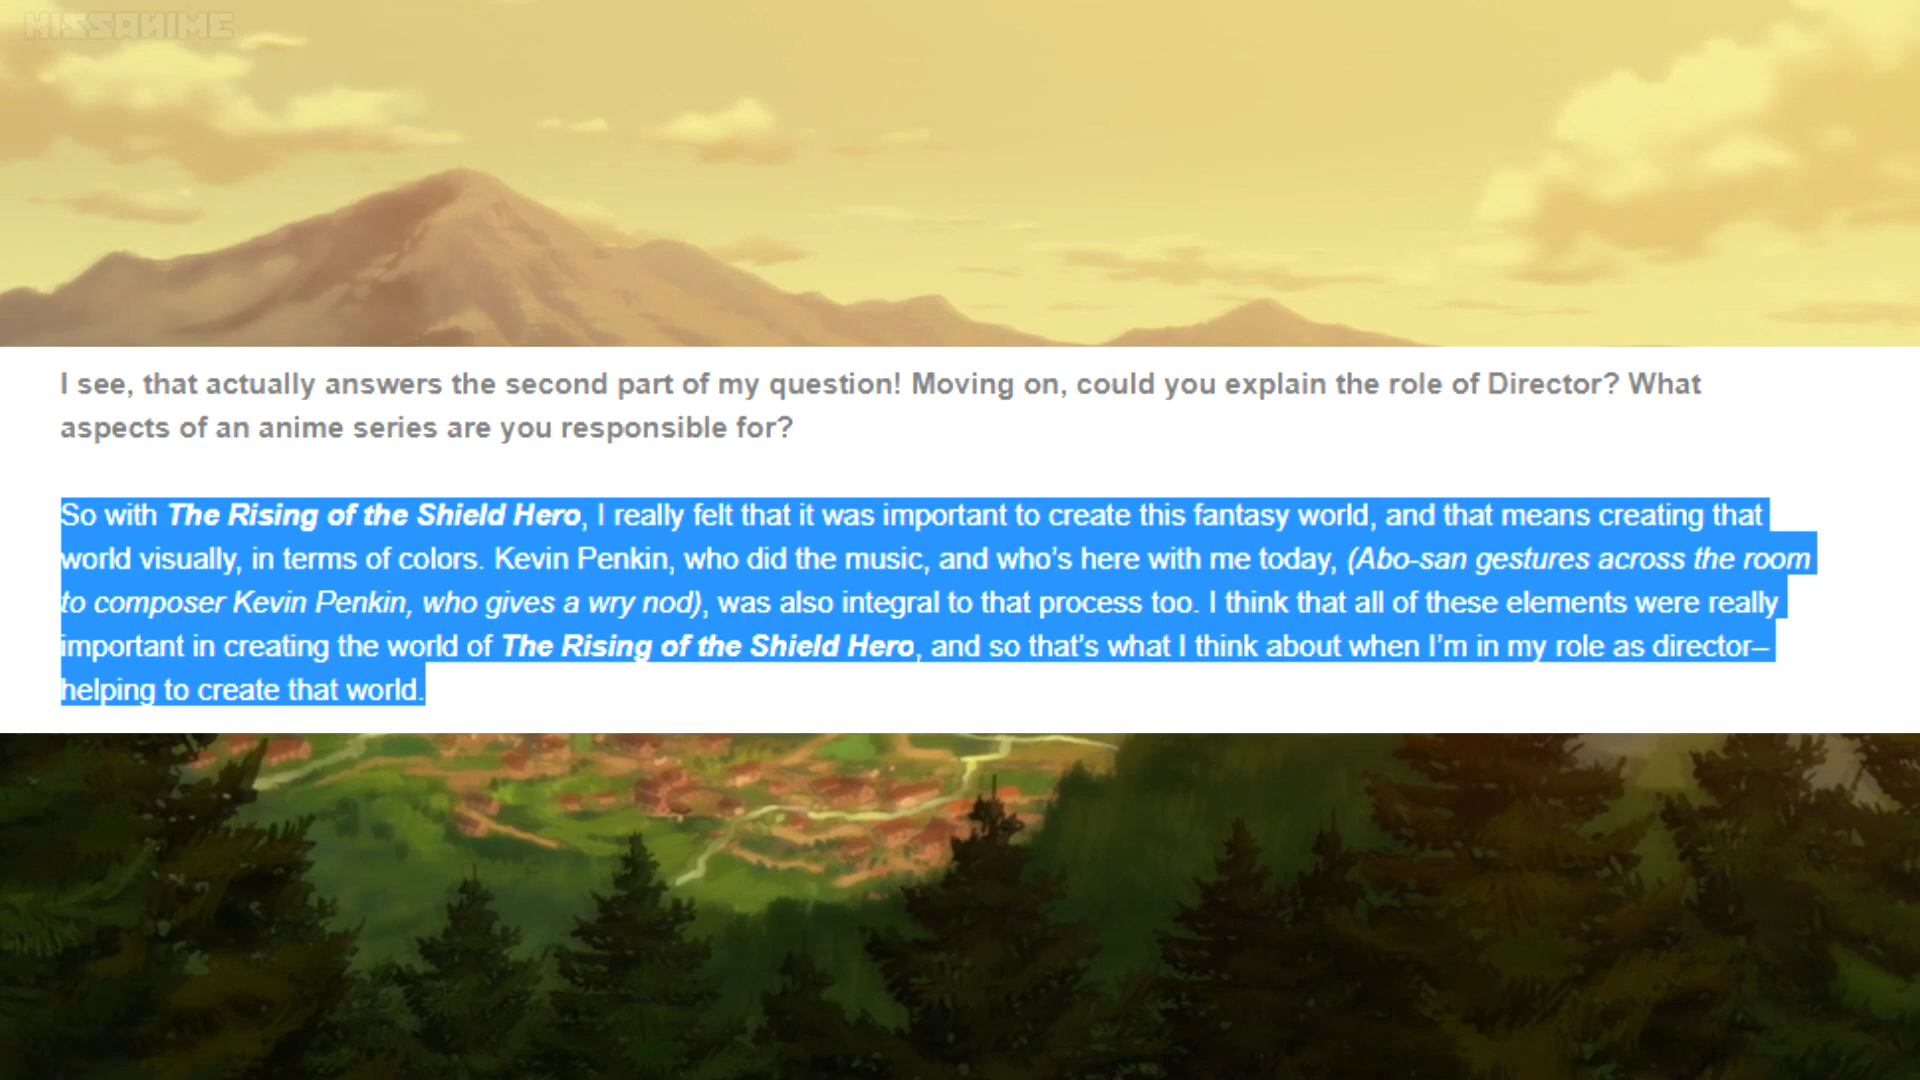 KISSANIME
I see, that actually answers the second part of my question! Moving on, could you explain the role of Director? What
aspects of an anime series are you responsible for?
So with The Rising of the Shield Hero, I really felt that it was important to create this fantasy world, and that means creating that
world visually, in terms of colors. Kevin Penkin, who did the music, and who’s here with me today, (Abo-san gestures across the room
to composer Kevin Penkin, who gives a wry nod), was also integral to that process too. I think that all of these elements were really
important in creating the world of The Rising of the Shield Hero, and so that’s what I think about when I’m in my role as director–
helping to create that world.